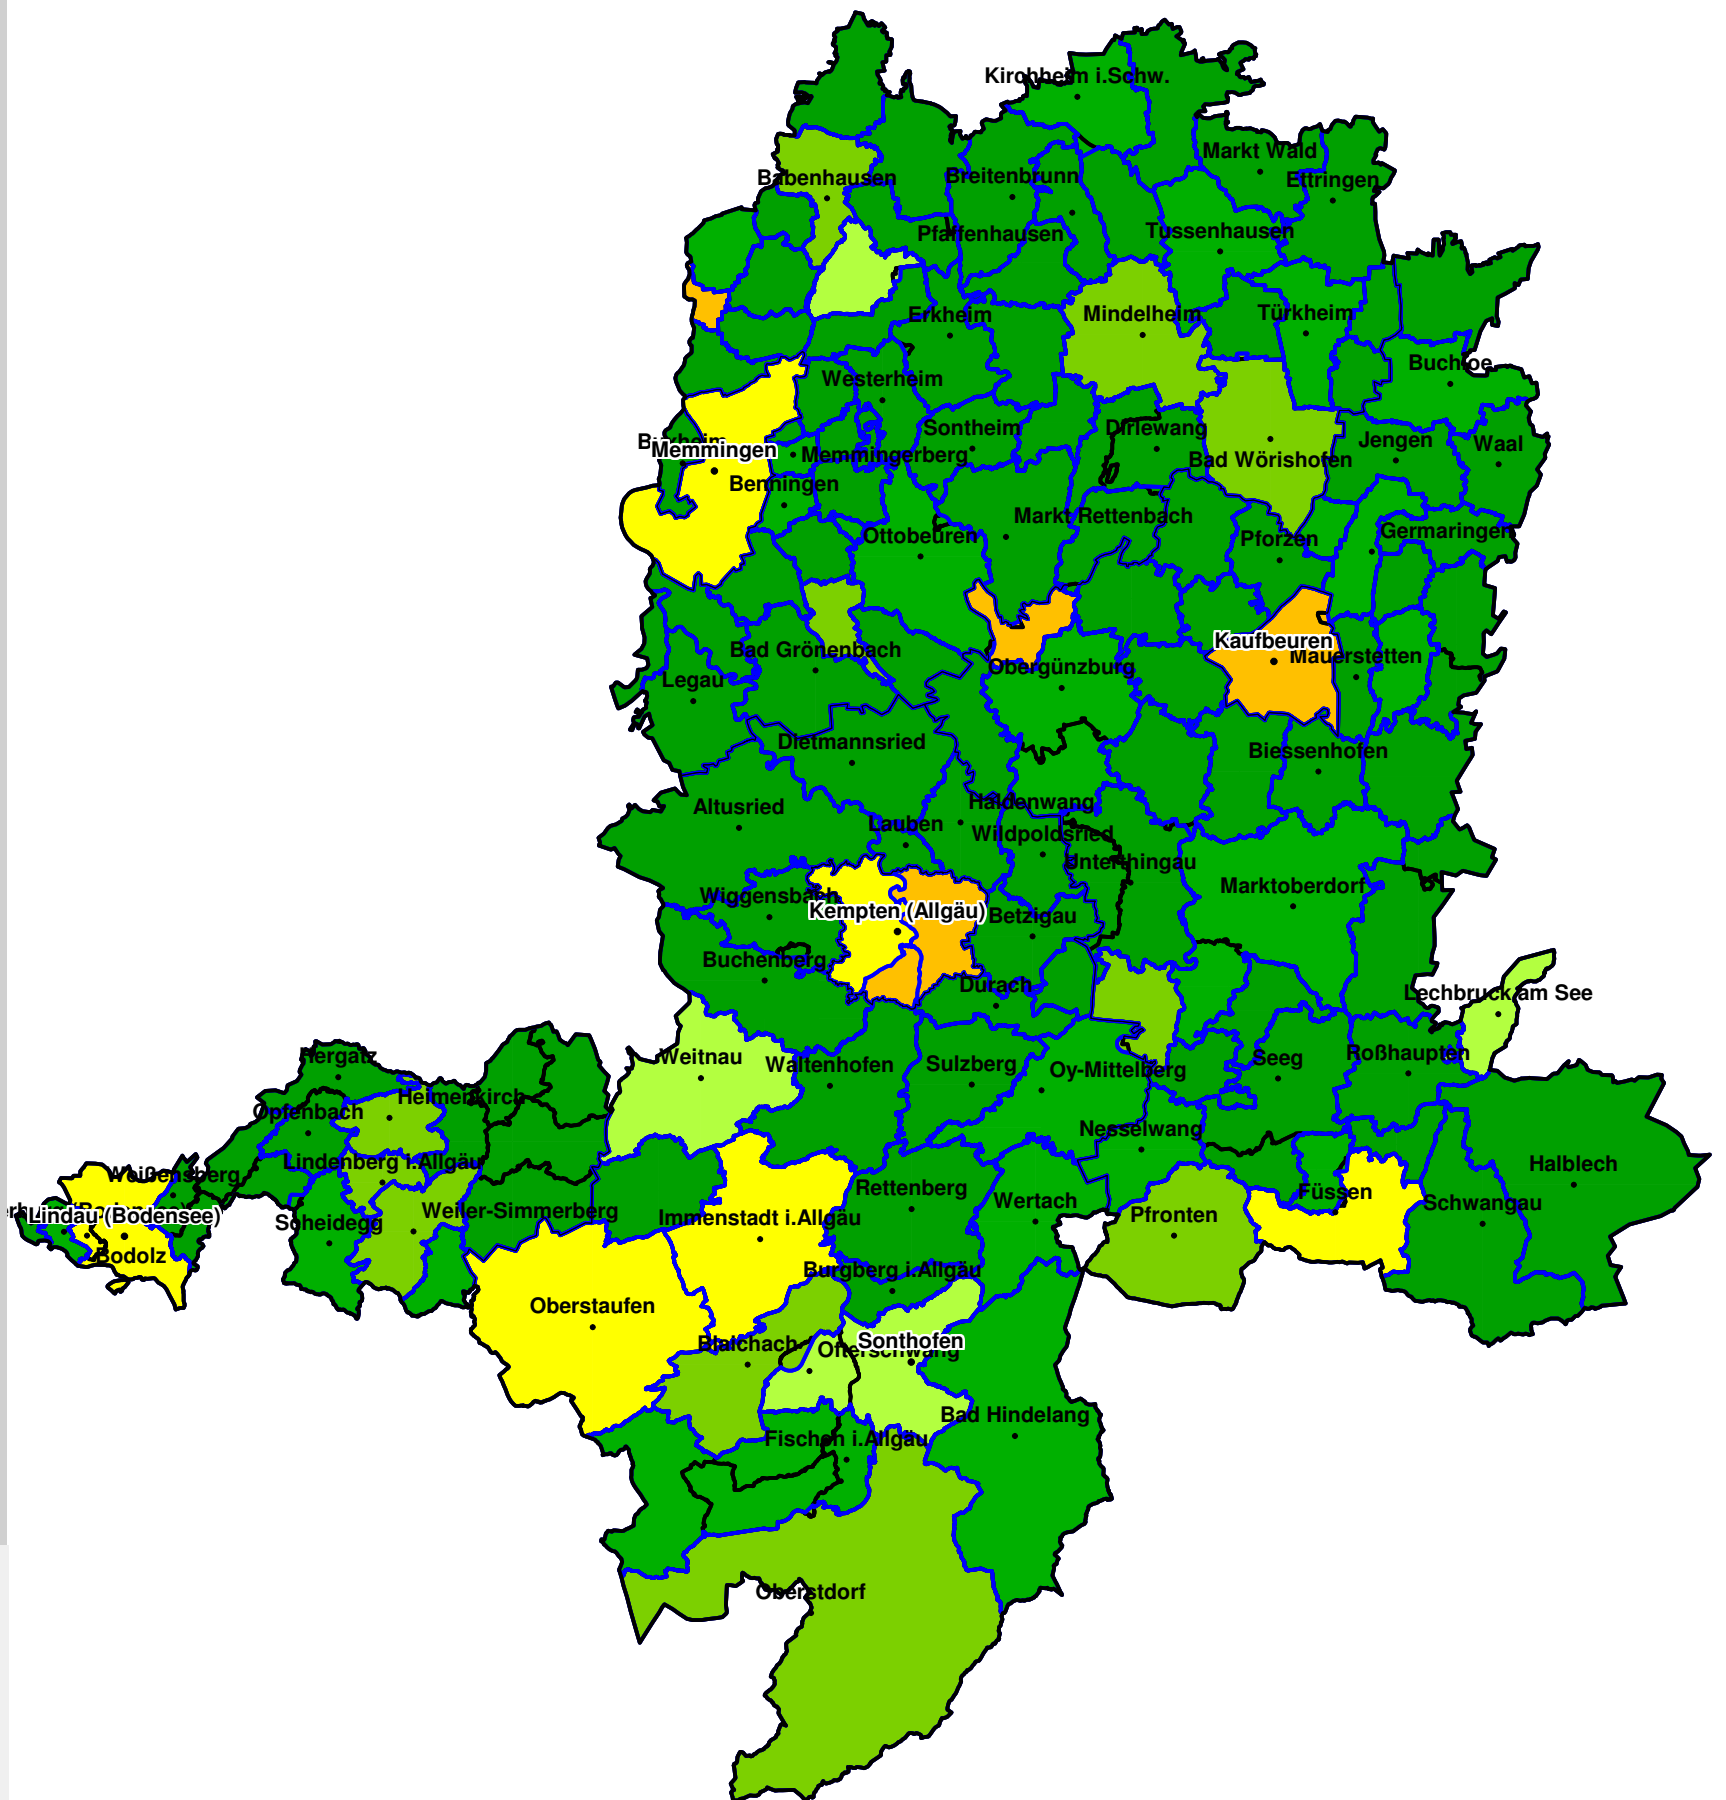 Kirchheim i.Schw.
Markt Wald
Babenhausen
Breitenbrunn
Ettringen
Pfaffenhausen
Tussenhausen
Erkheim
Mindelheim
Türkheim
Buchloe
Westerheim
Sontheim
Dirlewang
Jengen
Waal
Memmingen
Memmingerberg
Bad Wörishofen
Benningen
Markt Rettenbach
Ottobeuren
Pforzen
Germaringen
Kaufbeuren
Mauerstetten
Bad Grönenbach
Obergünzburg
Legau
Dietmannsried
Biessenhofen
Altusried
Haldenwang
Lauben
Wildpoldsried
Unterthingau
Wiggensbach
Marktoberdorf
Kempten (Allgäu)
Betzigau
Buchenberg
Durach
Lechbruck am See
Hergatz
Weitnau
Waltenhofen
Sulzberg
Oy-Mittelberg
Seeg
Roßhaupten
Heimenkirch
Opfenbach
Nesselwang
Lindenberg i.Allgäu
Weißensberg
Halblech
Rettenberg
Wertach
Füssen
Schwangau
Lindau (Bodensee)
Scheidegg
Weiler-Simmerberg
Immenstadt i.Allgäu
Pfronten
Bodolz
Burgberg i.Allgäu
Oberstaufen
Blaichach
Ofterschwang
Sonthofen
Bad Hindelang
Fischen i.Allgäu
Oberstdorf